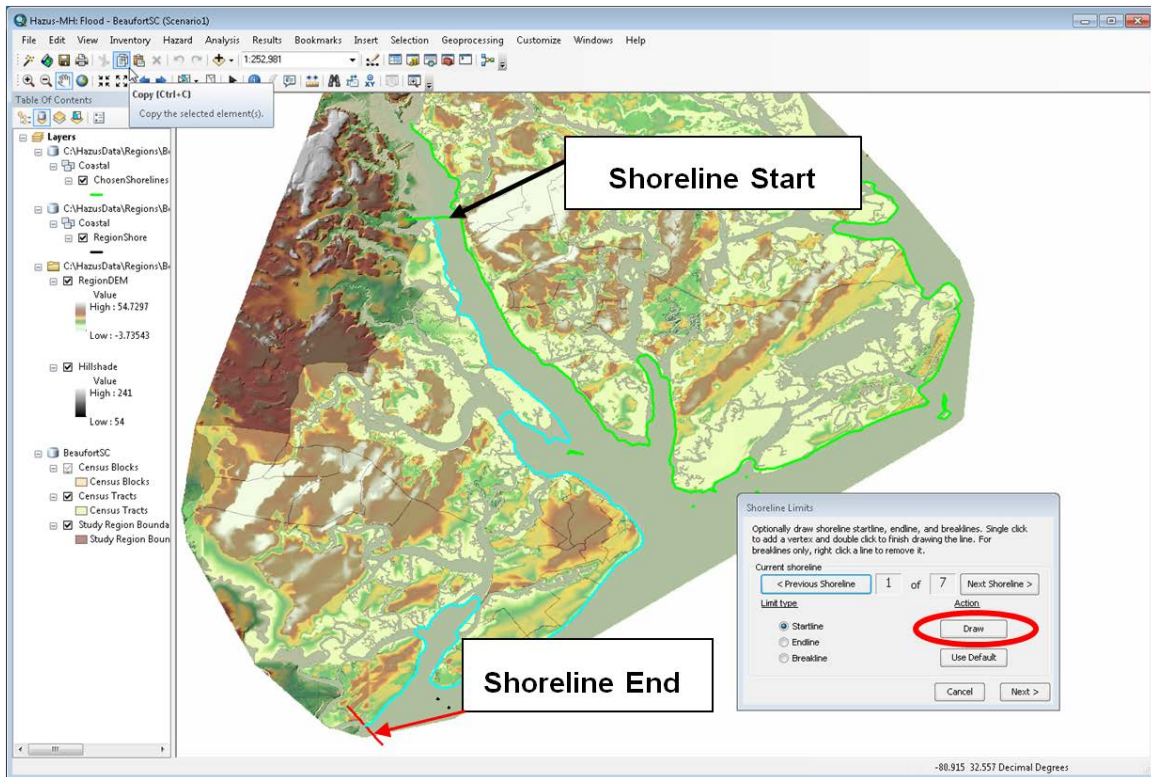 Hazus-MH: Flood - BeaufortSC (Scenario1)
File Edit View Inventory Hazard Analysis Results Bookmarks Insert Selection Geoprocessing Customize Windows Help
1:252,981
Table Of Contents
Copy (Ctrl+C)
Copy the selected element(s).
Layers
C:\HazusData\Regions\Be
Coastal
ChosenShorelines
C:\HazusData\Regions\Be
Coastal
RegionShore
C:\HazusData\Regions\Be
RegionDEM
Value
High : 54.7297
Low : -3.73543
Hillshade
Value
High : 241
Low : 54
BeaufortSC
Census Blocks
Census Blocks
Census Tracts
Census Tracts
Study Region Bounda
Study Region Boun
Shoreline Start
Shoreline End
Shoreline Limits
Optionally draw shoreline startline, endline, and breaklines. Single click
to add a vertex and double click to finish drawing the line. For
breaklines only, right click a line to remove it.
Current shoreline
< Previous Shoreline 1 of 7 Next Shoreline >
Limit type Action
Startline Draw
Endline
Breakline Use Default
Cancel Next >
-80.915 32.557 Decimal Degrees